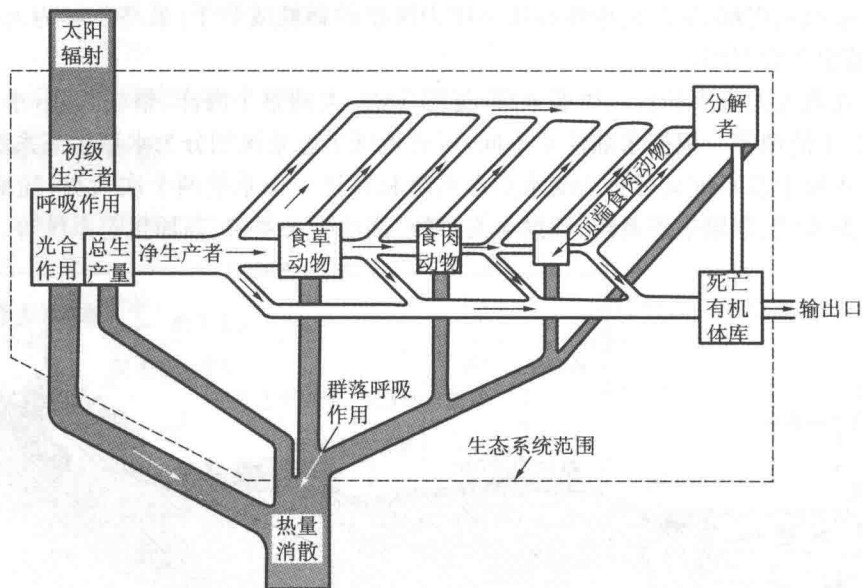 太阳
辐射
初级
生产者
呼吸作用
光合
作用
总生
产量
净生产者
食草
动物
食肉
动物
顶端食肉动物
分解
者
死亡
有机
体库
输出口
群落呼吸
作用
生态系统范围
热量
消散